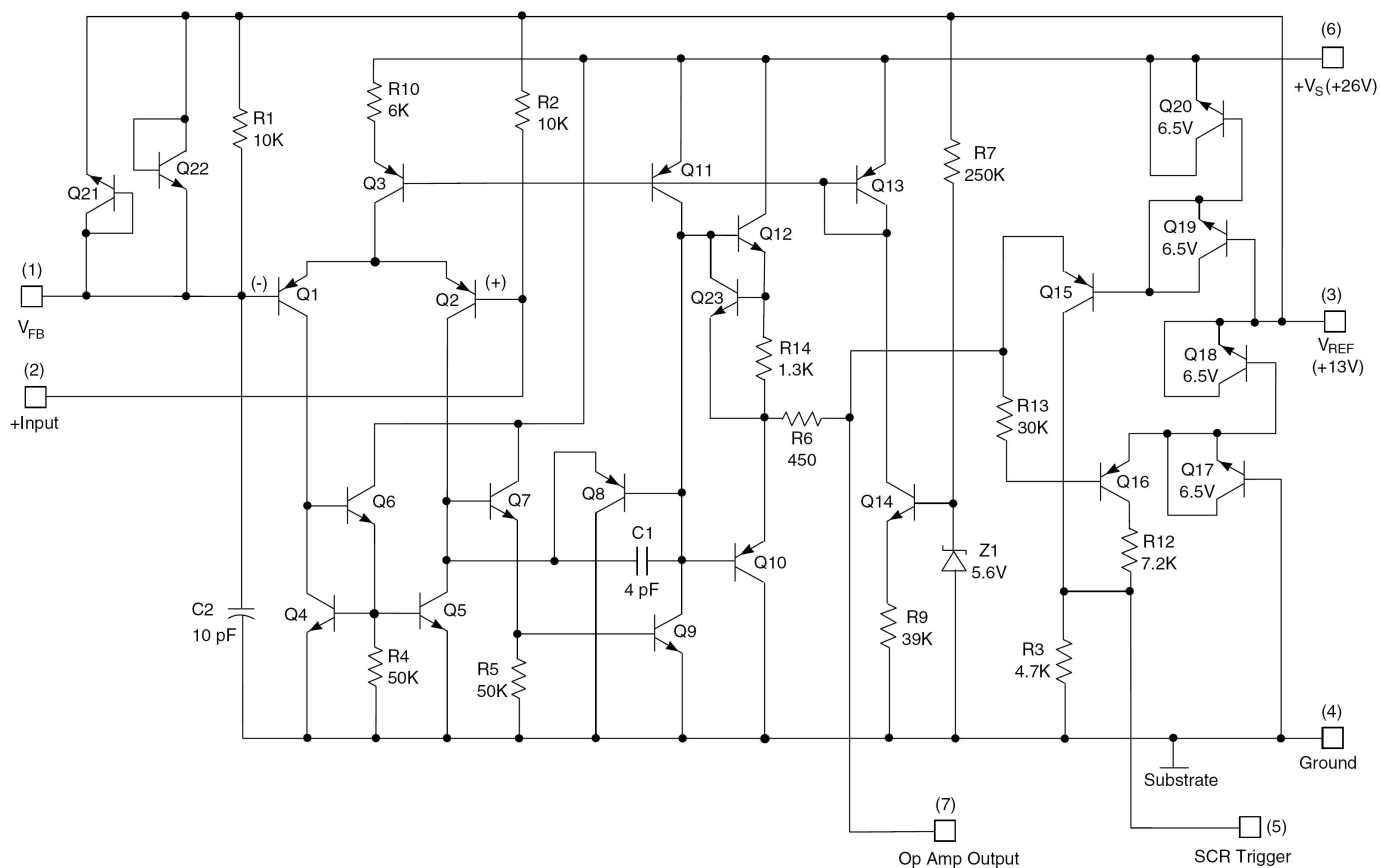 (6)
+VS (+26V)
R10
6K
R1
10K
R2
10K
Q20
6.5V
Q22
Q21
Q3
Q11
Q13
R7
250K
Q12
Q19
6.5V
(1)
(-)
Q1
Q2
(+)
Q23
Q15
(3)
VFB
VREF
(+13V)
R14
1.3K
Q18
6.5V
(2)
+Input
R13
30K
R6
450
Q6
Q7
Q8
Q14
Q16
Q17
6.5V
C1
4 pF
Q10
Z1
5.6V
R12
7.2K
C2
10 pF
Q4
Q5
Q9
R9
39K
R4
50K
R5
50K
R3
4.7K
(4)
Ground
Substrate
(7)
Op Amp Output
(5)
SCR Trigger